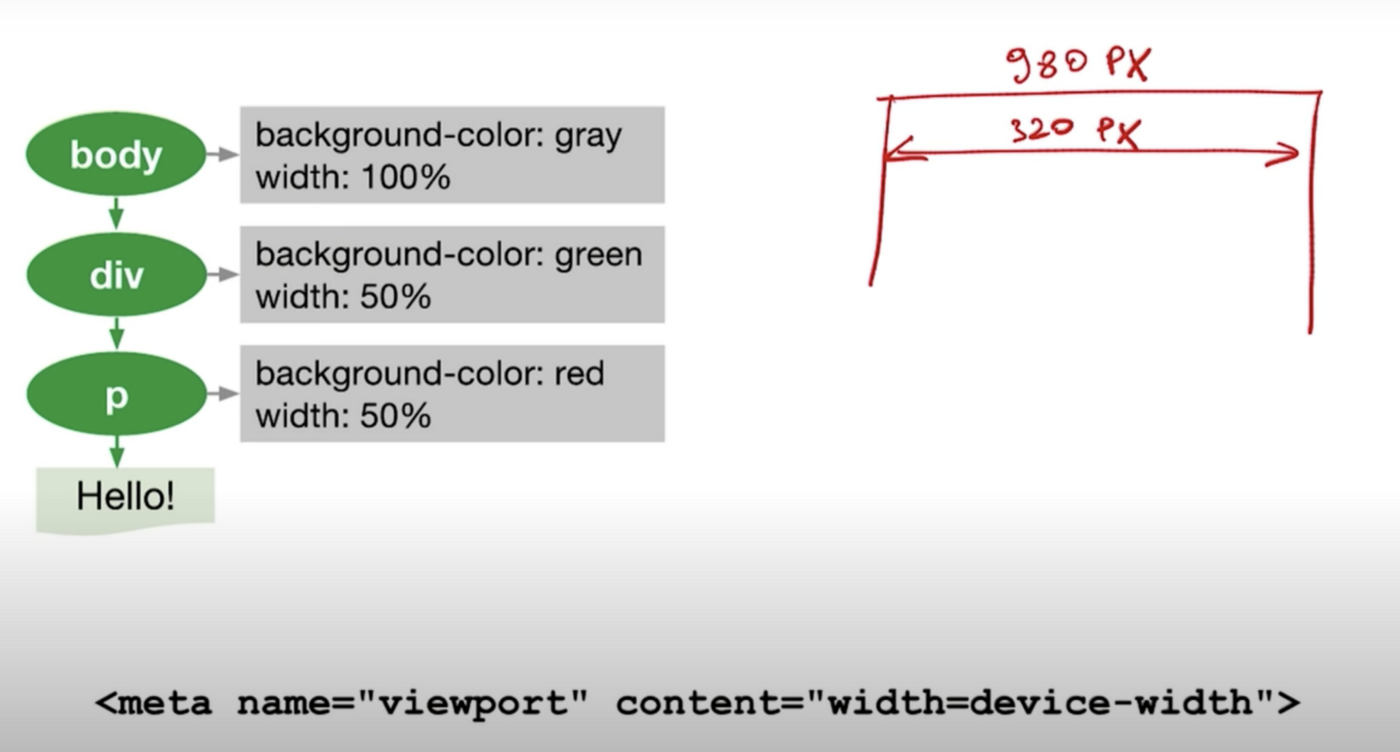 body
background-color: gray
width: 100%
div
background-color: green
width: 50%
p
background-color: red
width: 50%
Hello!
980 PX
320 PX
<meta name="viewport" content="width=device-width">